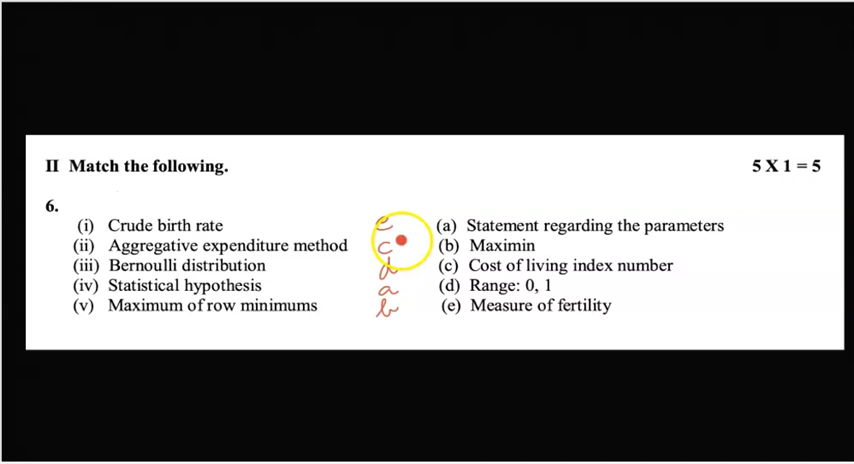 II Match the following. 5 X 1 = 5
6.
(i) Crude birth rate e (a) Statement regarding the parameters
(ii) Aggregative expenditure method c (b) Maximin
(iii) Bernoulli distribution d (c) Cost of living index number
(iv) Statistical hypothesis a (d) Range: 0, 1
(v) Maximum of row minimums b (e) Measure of fertility